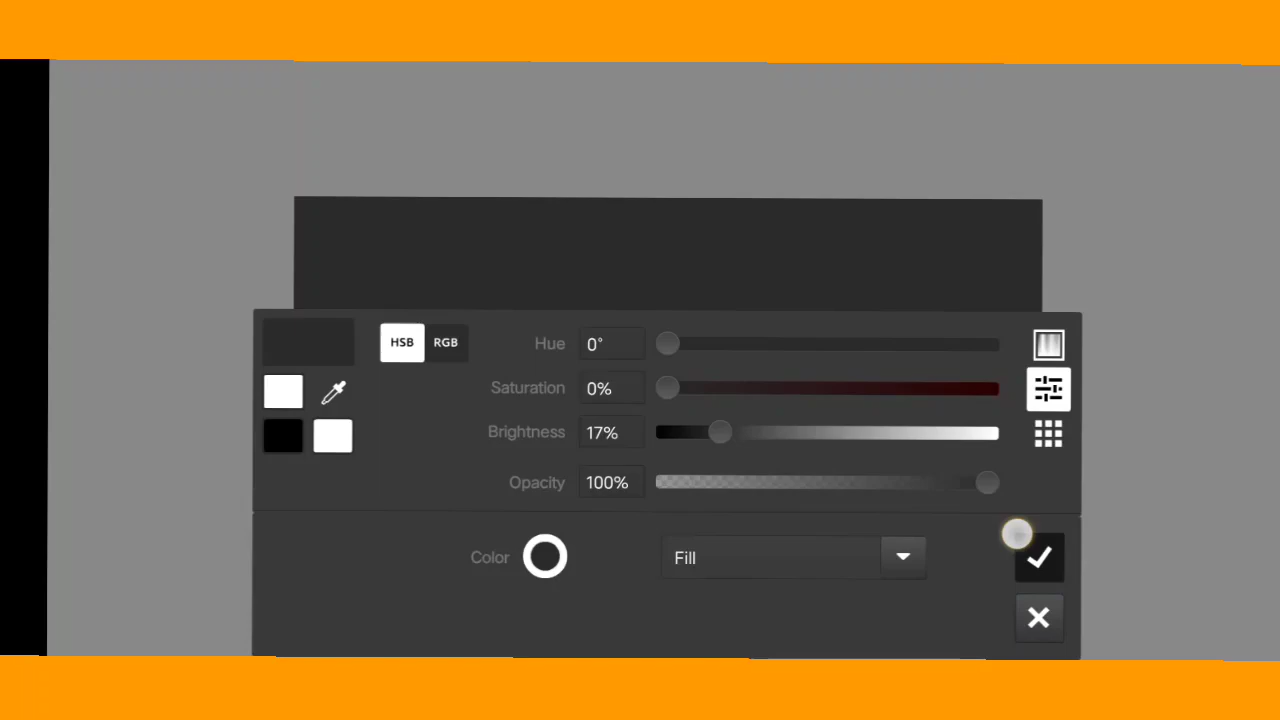 HSB RGB Hue 0°
Saturation 0%
Brightness 17%
Opacity 100%
Color Fill